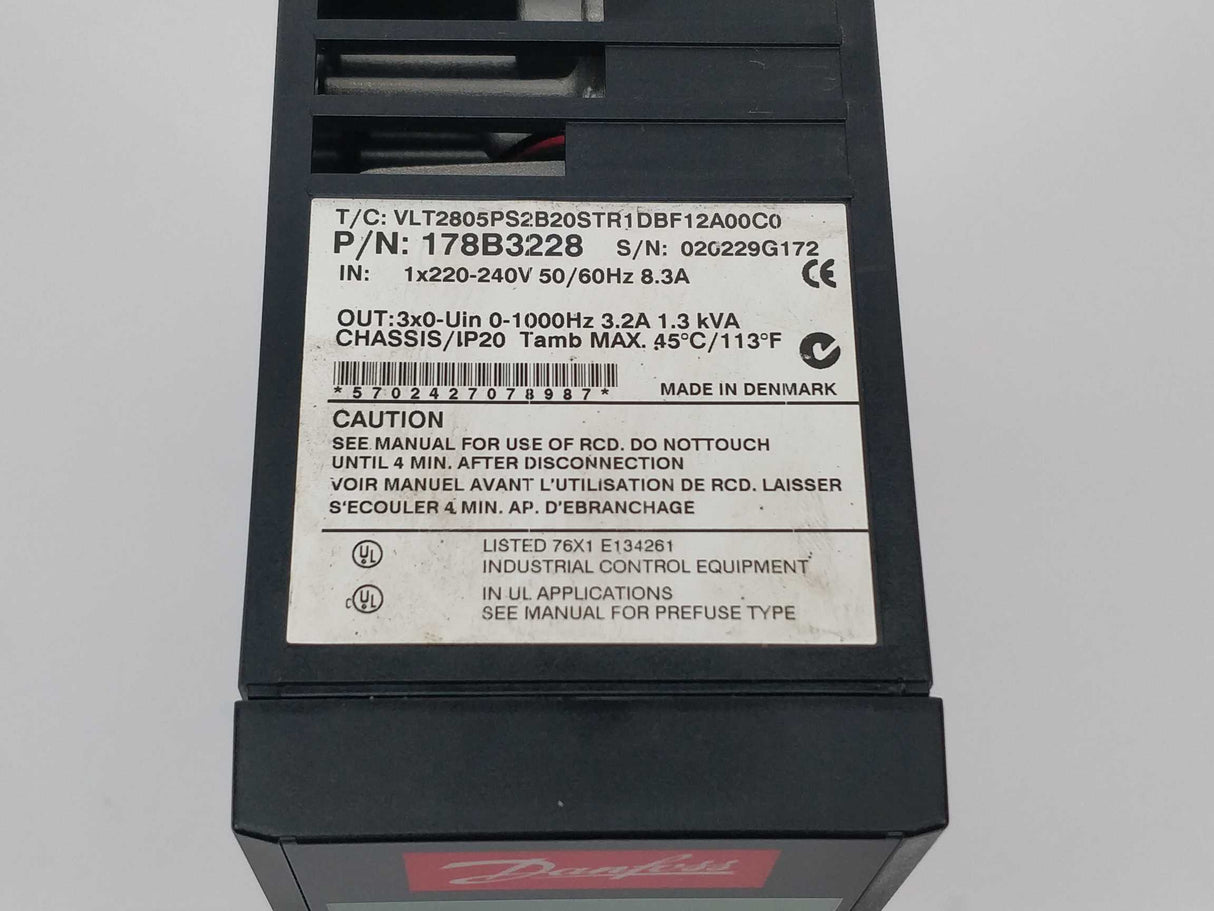 T/C: VLT2805PS2B20STR1DBF12A00C0
P/N: 178B3228 S/N: 020229G172
IN: 1x220-240V 50/60Hz 8.3A
CE
OUT:3x0-Uin 0-1000Hz 3.2A 1.3 kVA
CHASSIS/IP20 Tamb MAX. 45°C/113°F
*5702427078987*
MADE IN DENMARK
CAUTION
SEE MANUAL FOR USE OF RCD. DO NOTTOUCH
UNTIL 4 MIN. AFTER DISCONNECTION
VOIR MANUEL AVANT L'UTILISATION DE RCD. LAISSER
S'ECOULER 4 MIN. AP. D'EBRANCHAGE
UL LISTED 76X1 E134261
INDUSTRIAL CONTROL EQUIPMENT
c UL IN UL APPLICATIONS
SEE MANUAL FOR PREFUSE TYPE
Danfoss